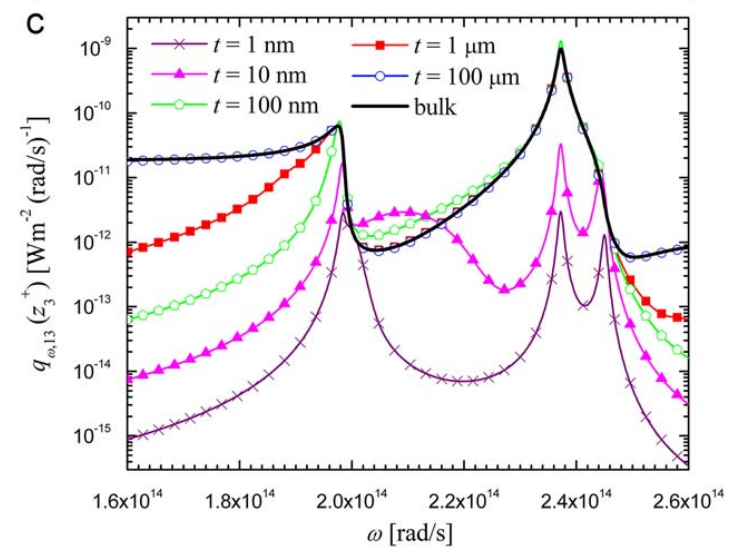 C
t = 1 nm
t = 1 μm
t = 10 nm
t = 100 μm
t = 100 nm
bulk
q_{ω,13} (z_3^+) [Wm^{-2} (rad/s)^{-1}]
10^{-9}
10^{-10}
10^{-11}
10^{-12}
10^{-13}
10^{-14}
10^{-15}
1.6x10^{14} 1.8x10^{14} 2.0x10^{14} 2.2x10^{14} 2.4x10^{14} 2.6x10^{14}
ω [rad/s]